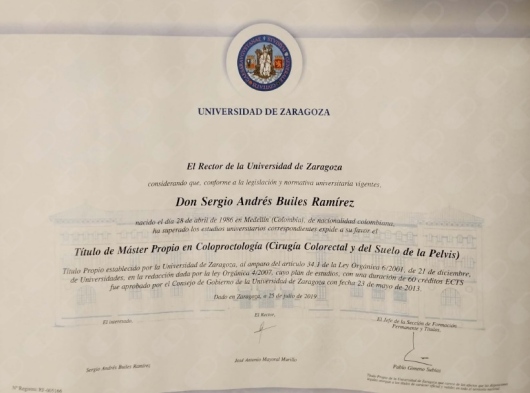 UNIVERSIDAD DE ZARAGOZA
El Rector de la Universidad de Zaragoza
considerando que, conforme a la legislación y normativa universitaria vigentes,
Don Sergio Andrés Builes Ramírez
nacido el día 28 de abril de 1986 en Medellín (Colombia), de nacionalidad colombiana,
ha superado los estudios universitarios correspondientes expide a su favor el
Título de Máster Propio en Coloproctología (Cirugía Colorectal y del Suelo de la Pelvis)
Título Propio establecido por la Universidad de Zaragoza, al amparo del artículo 34.1 de la Ley Orgánica 6/2001, de 21 de diciembre,
de Universidades, en la redacción dada por la ley Orgánica 4/2007, cuyo plan de estudios, con una duración de 60 créditos ECTS
fue aprobado por el Consejo de Gobierno de la Universidad de Zaragoza con fecha 23 de mayo de 2013.
Dado en Zaragoza, a 25 de julio de 2019
El interesado, El Rector, El Jefe de la Sección de Formación Permanente y Títulos,
Sergio Andrés Builes Ramírez José Antonio Mayoral Murillo Pablo Gimeno Sabina
Nº Registro